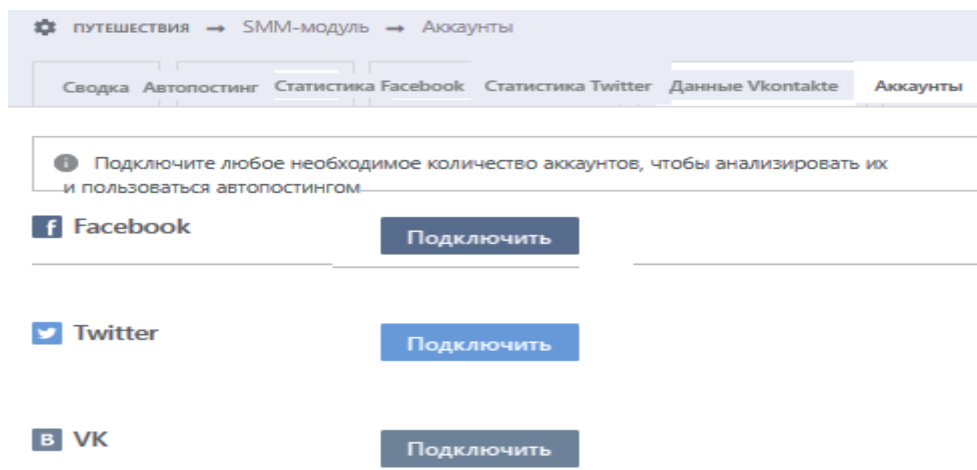 путешествия → SMM-модуль → Аккаунты
Сводка Автопостинг Статистика Facebook Статистика Twitter Данные Vkontakte Аккаунты
Подключите любое необходимое количество аккаунтов, чтобы анализировать их
и пользоваться автопостингом
Facebook Подключить
Twitter Подключить
VK Подключить